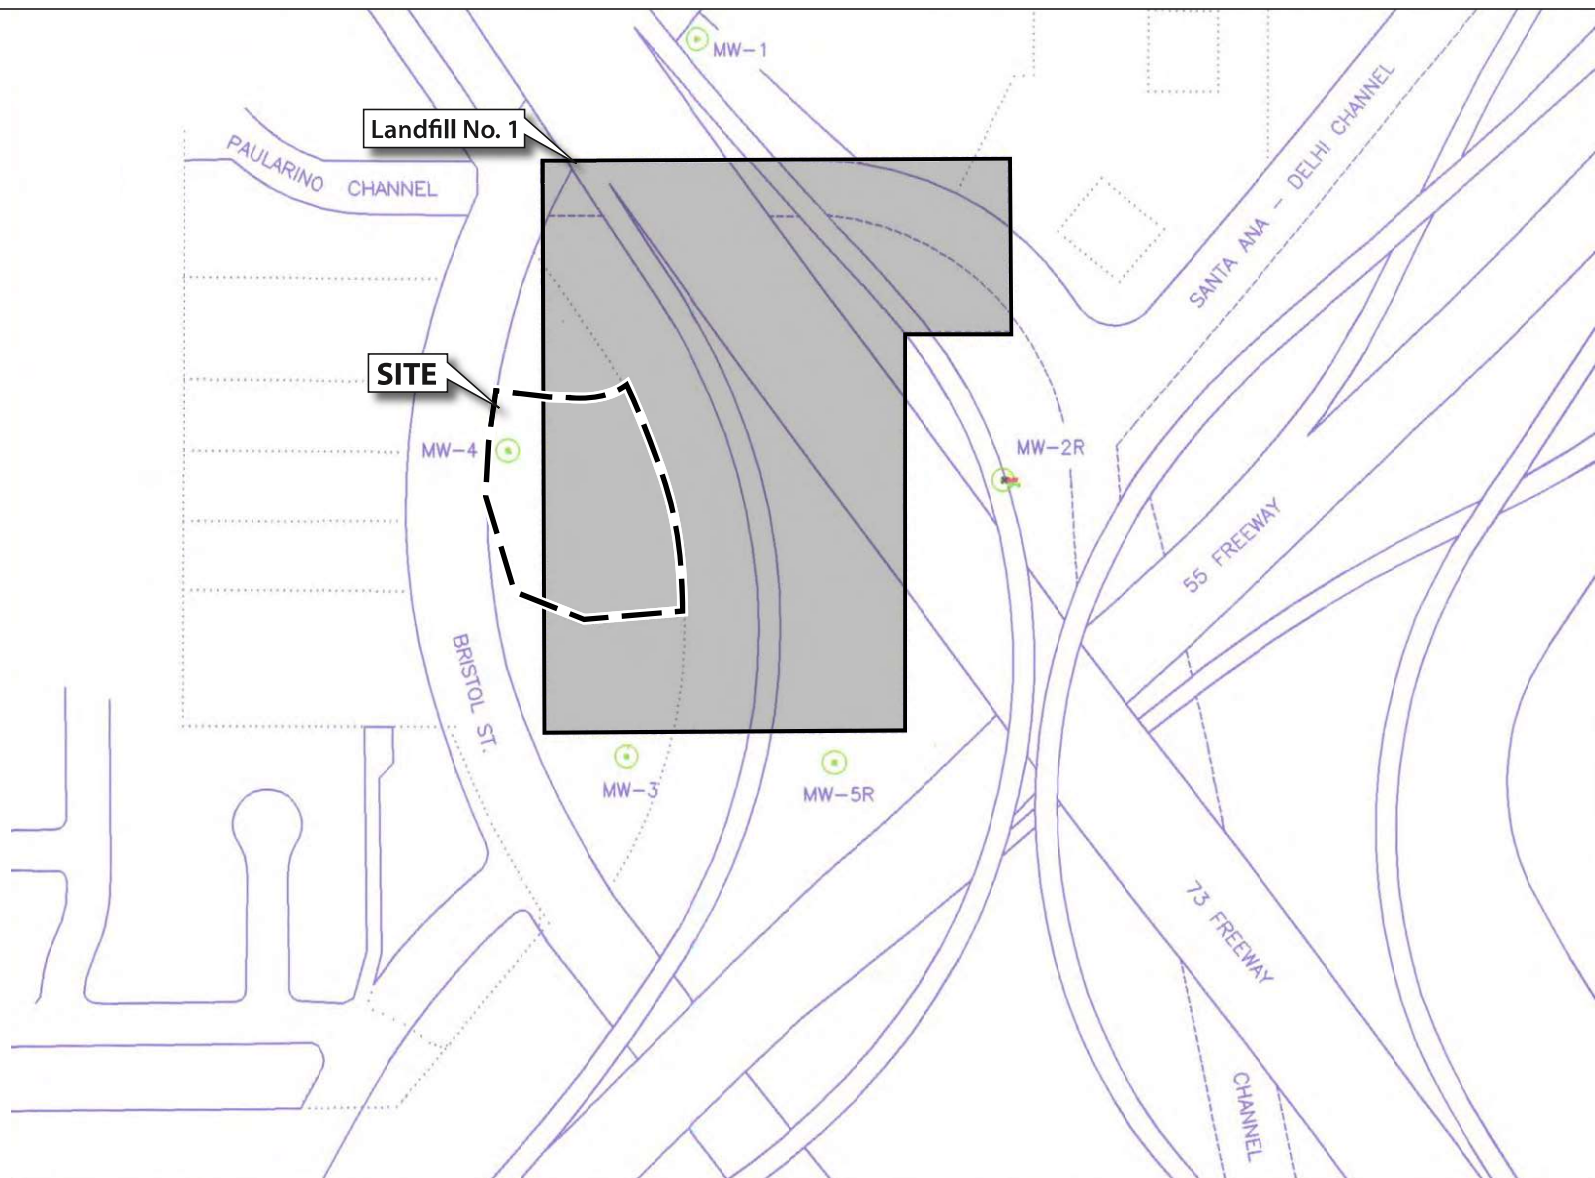 MW-1
Landfill No. 1
PAULARINO CHANNEL
SANTA ANA - DELHI CHANNEL
SITE
MW-4
MW-2R
55 FREEWAY
BRISTOL ST.
MW-3
MW-5R
73 FREEWAY
CHANNEL